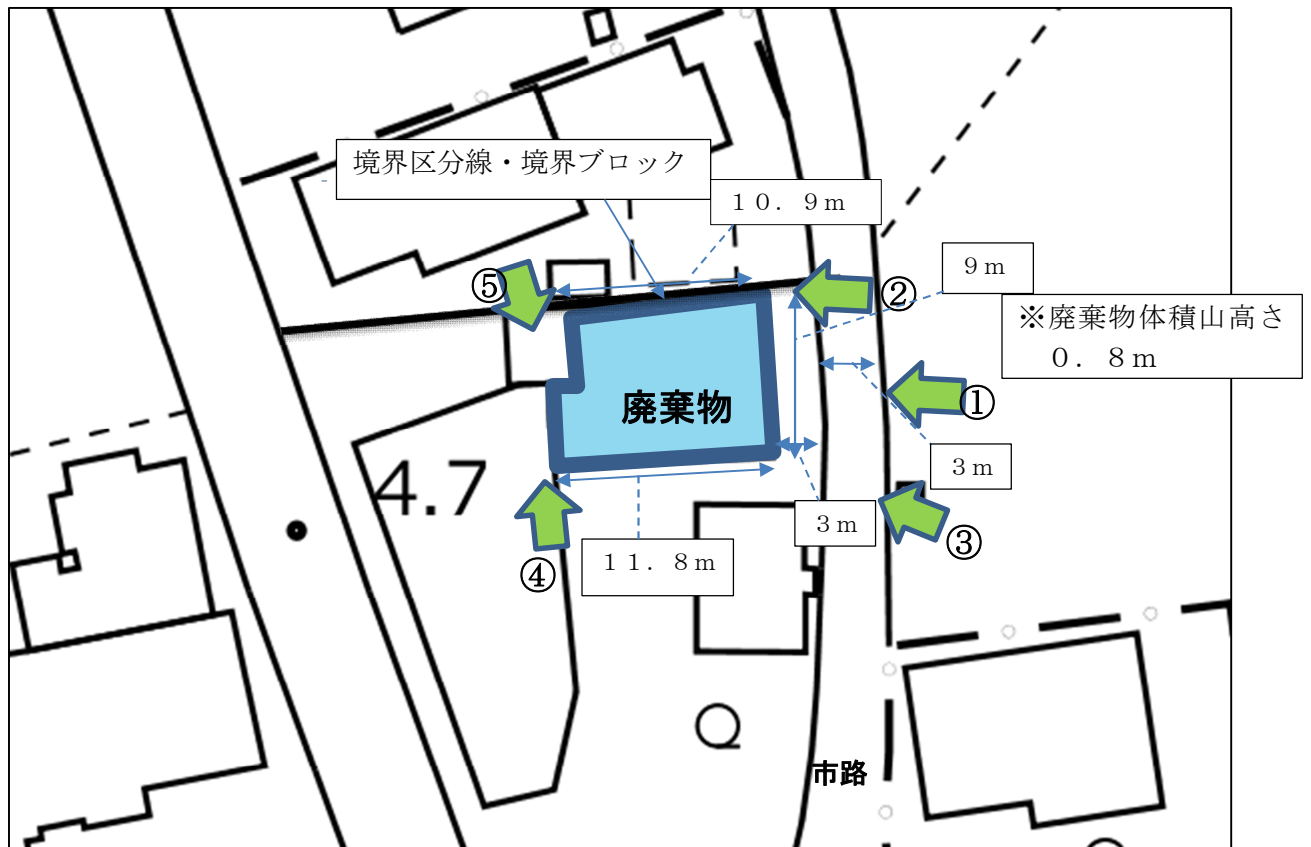 境界区分線・境界ブロック
１０．９ｍ
９ｍ
⑤
②
※廃棄物体積山高さ
０．８ｍ
廃棄物
①
３ｍ
4.7
３ｍ
③
１１．８ｍ
④
市路